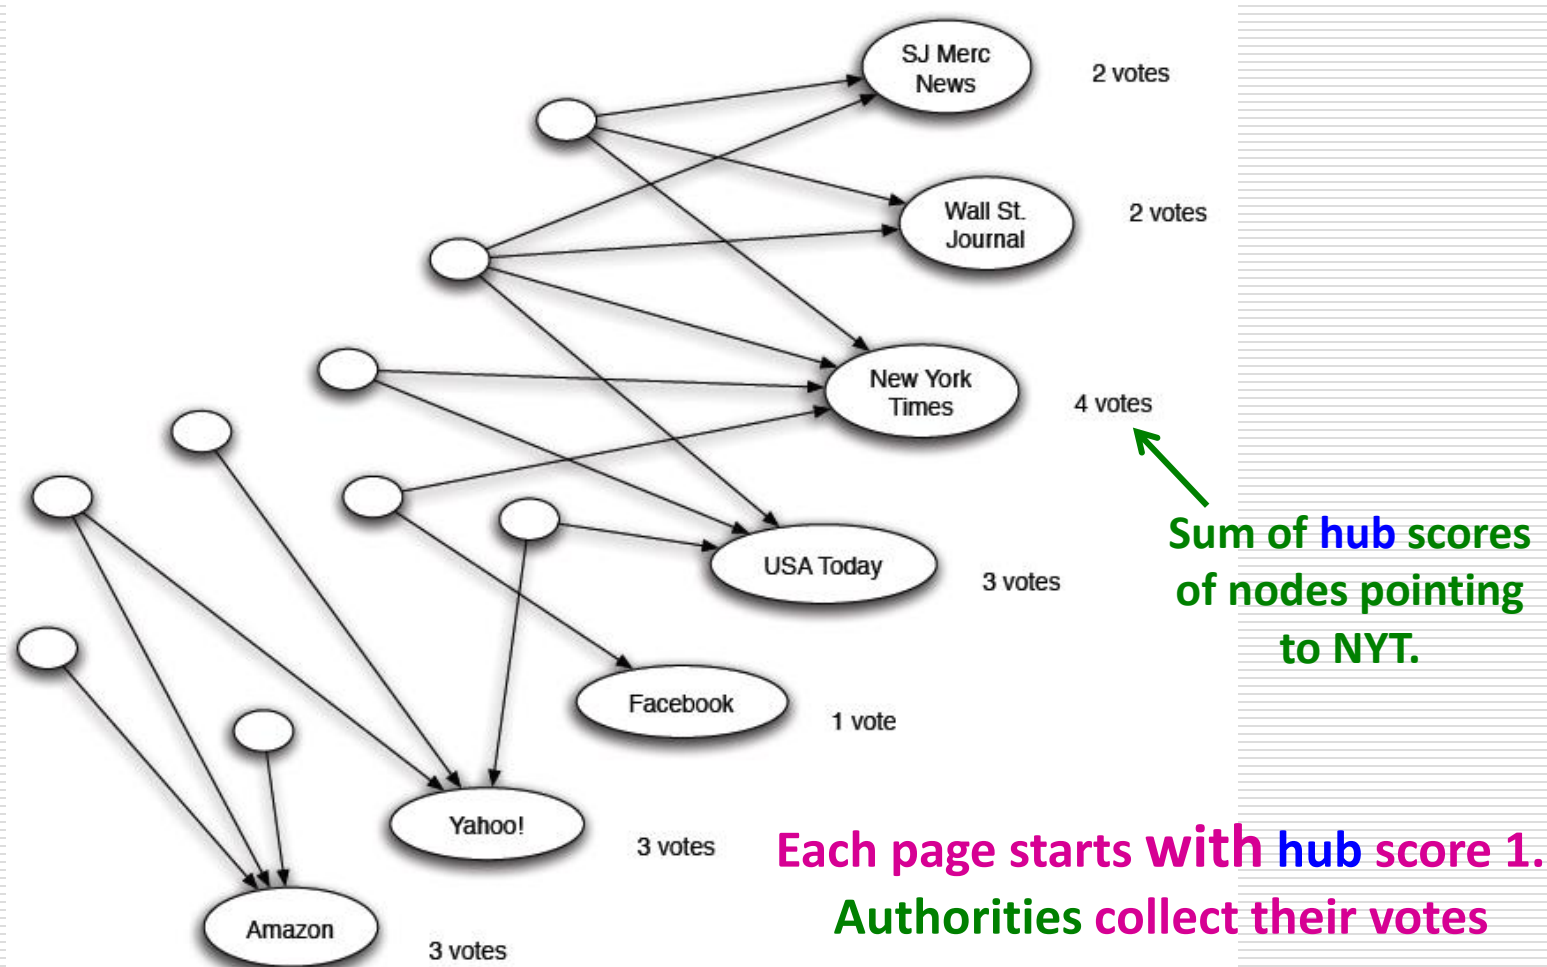 SJ Merc
News
2 votes
Wall St.
Journal
2 votes
New York
Times
4 votes
Sum of hub scores
of nodes pointing
to NYT.
USA Today
3 votes
Facebook
1 vote
Yahoo!
3 votes
Each page starts with hub score 1.
Authorities collect their votes
Amazon
3 votes